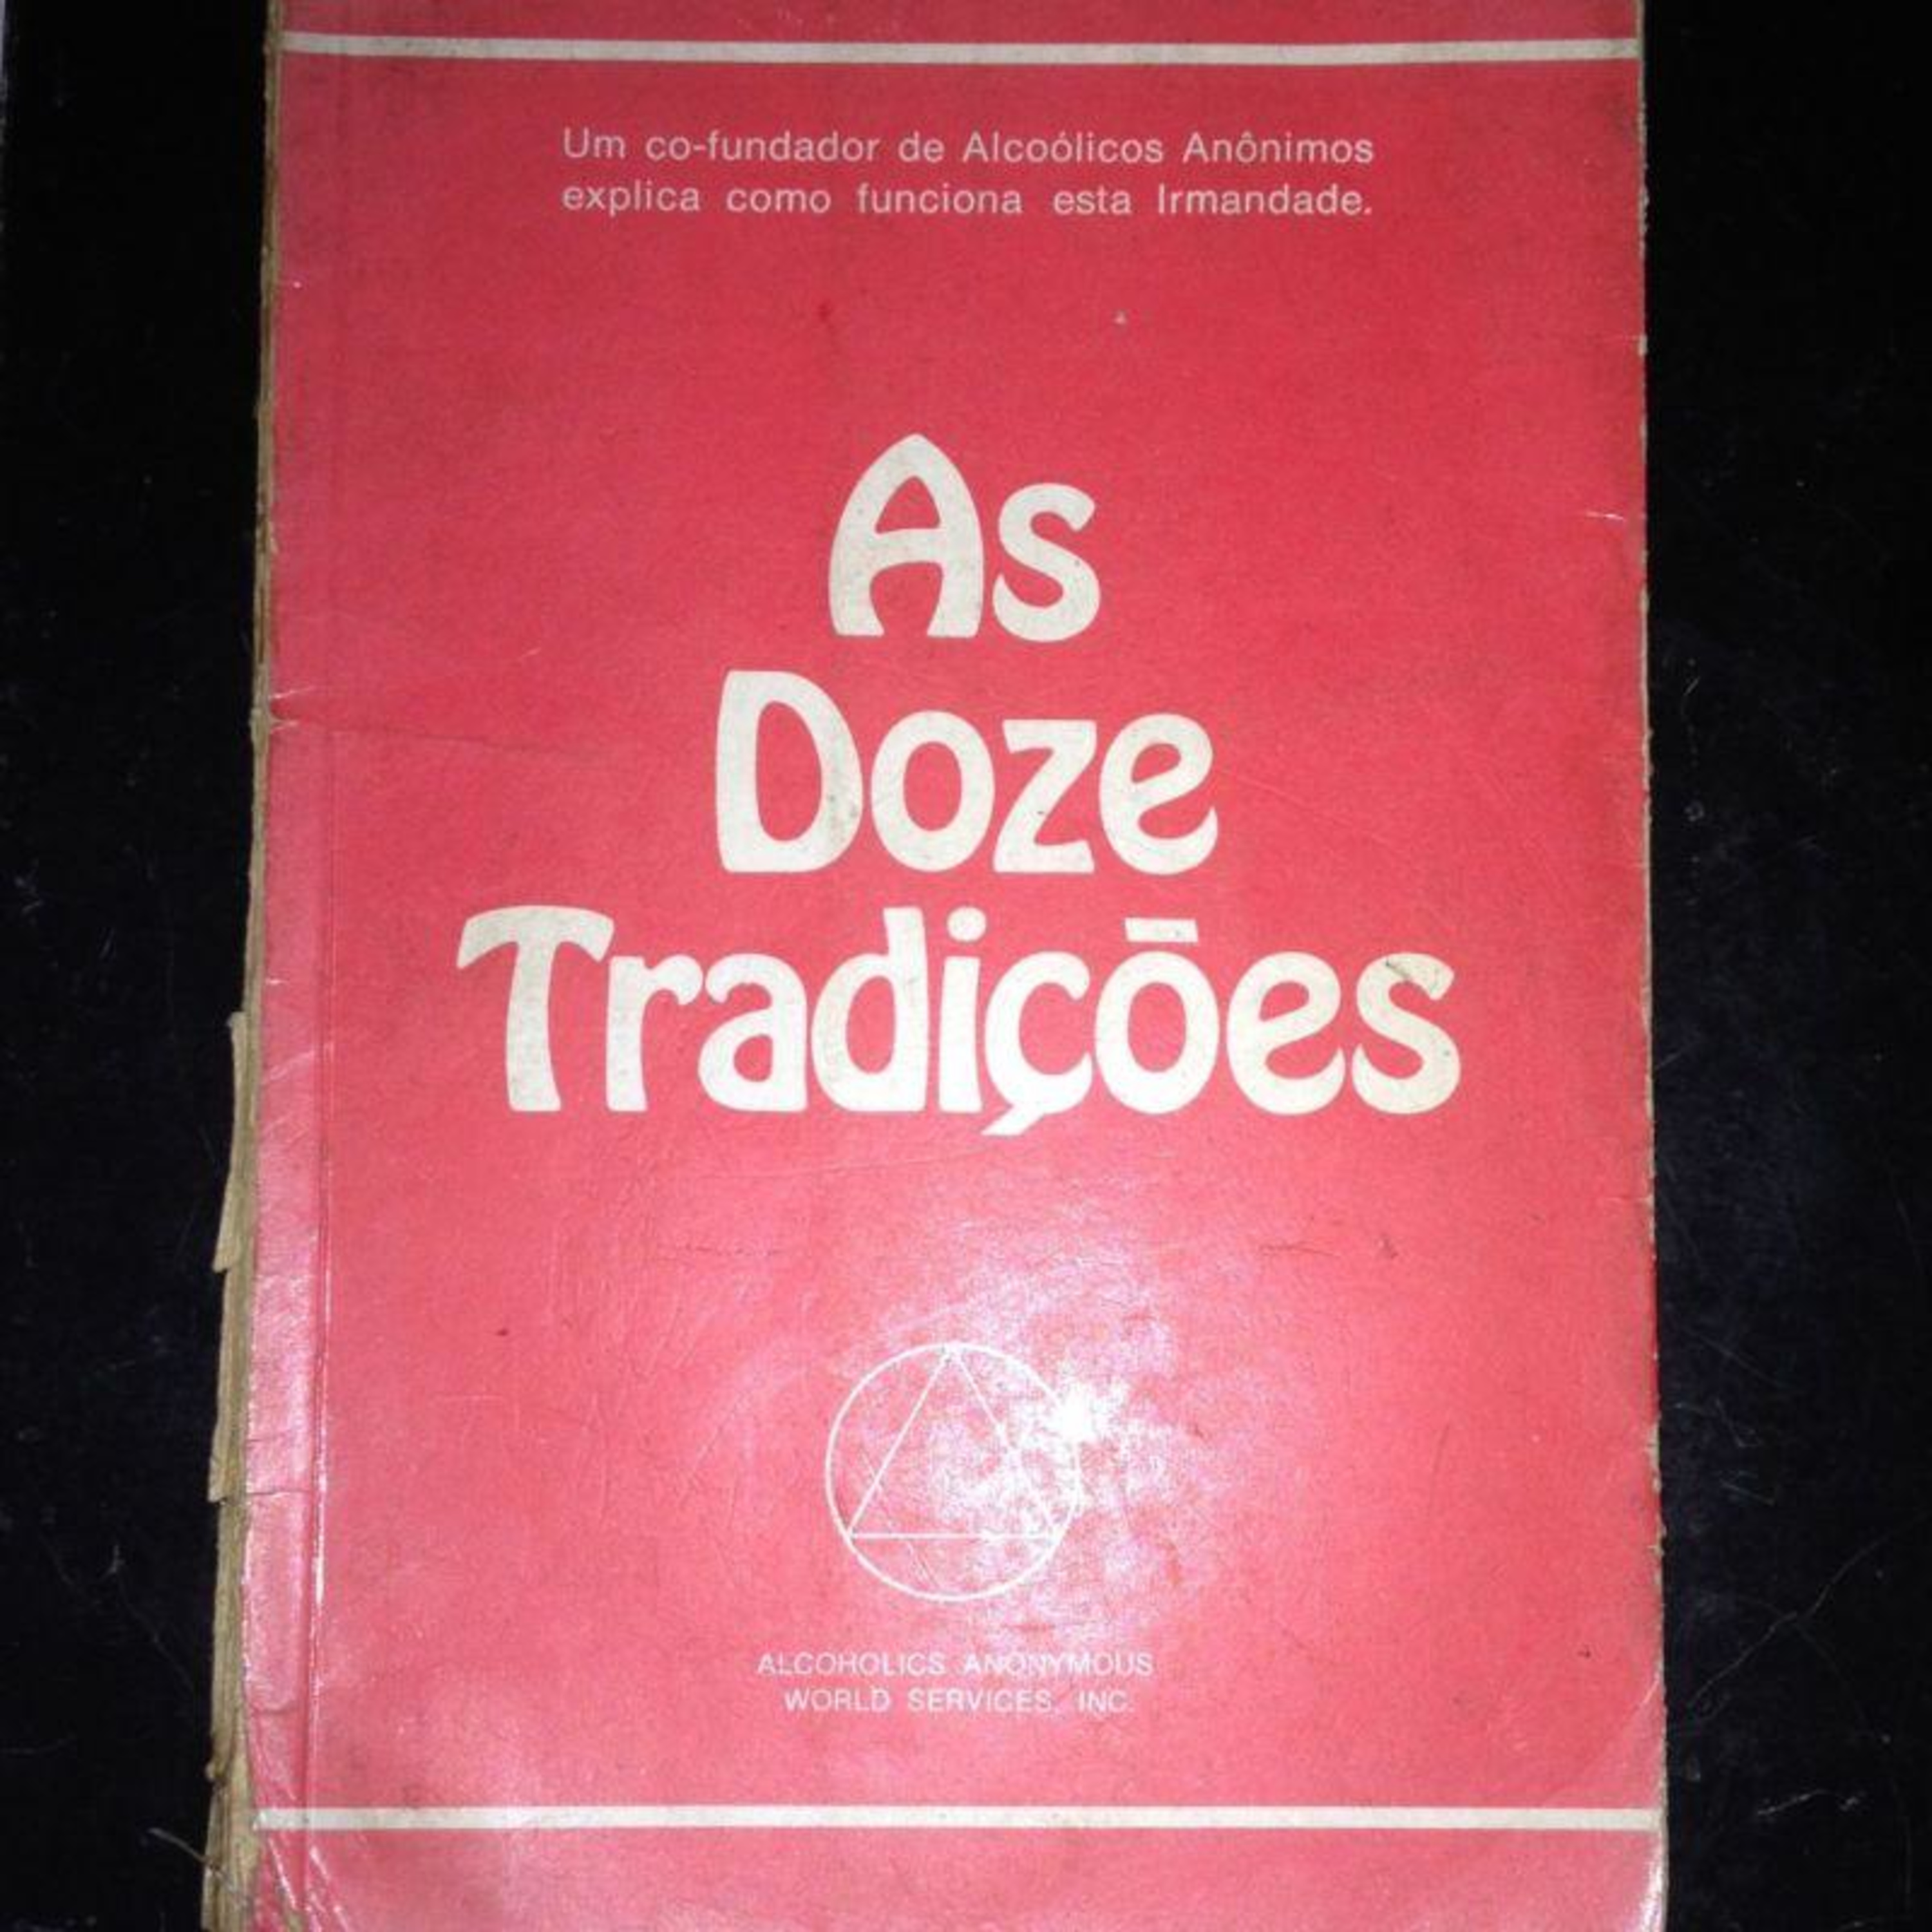 Um co-fundador de Alcoólicos Anônimos
explica como funciona esta Irmandade.
As
Doze
Tradições
ALCOHOLICS ANONYMOUS
WORLD SERVICES, INC.